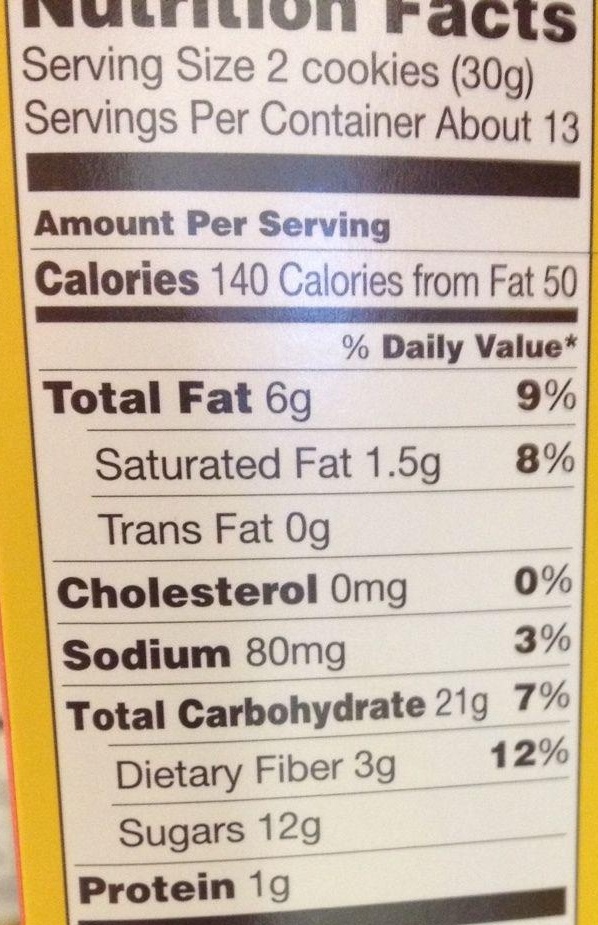 Nutrition Facts
Serving Size 2 cookies (30g)
Servings Per Container About 13
Amount Per Serving
Calories 140 Calories from Fat 50
% Daily Value*
Total Fat 6g 9%
Saturated Fat 1.5g 8%
Trans Fat 0g
Cholesterol 0mg 0%
Sodium 80mg 3%
Total Carbohydrate 21g 7%
Dietary Fiber 3g 12%
Sugars 12g
Protein 1g